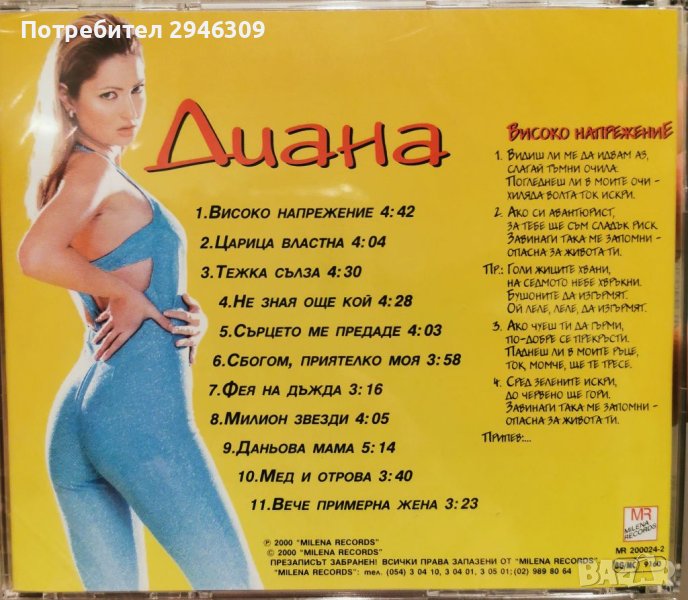 Потребител 2946309
Диана
1.Високо напрежение 4:42
2.Царица властна 4:04
3.Тежка сълза 4:30
4.Не зная още кой 4:28
5.Сърцето ме предаде 4:03
6.Сбогом, приятелко моя 3:58
7.Фея на дъжда 3:16
8.Милион звезди 4:05
9.Даньова мама 5:14
10.Мед и отрова 3:40
11.Вече примерна жена 3:23
Високо напрежение
1. Видиш ли ме да идвам аз,
слагай тъмни очила.
Погледнеш ли в моите очи -
хиляда волта ток искри.
2. Ако си авантюрист,
за тебе ще съм сладък риск.
Завинаги така ме запомни -
опасна за живота ти.
Пр.: Голи жиците хвани,
на седмото небе хвръкни.
Бушоните да изгърмят.
Ой леле, леле, да изгърмят.
3. Ако чуеш ти да гърми,
по-добре се прекръсти.
Паднеш ли в моите ръце,
ток, момче, ще те тресе.
4. Сред зелените искри,
до червено ще гори.
Завинаги така ме запомни -
опасна за живота ти.
Припев:...
℗ 2000 "MILENA RECORDS"
© 2000 "MILENA RECORDS"
ПРЕЗАПИСЪТ ЗАБРАНЕН! ВСИЧКИ ПРАВА ЗАПАЗЕНИ ОТ "MILENA RECORDS".
"MILENA RECORDS": тел. (054) 3 04 10, 3 04 01, 3 05 01; (02) 989 80 64
MR
MILENA RECORDS
MR 200024-2
BAZAR